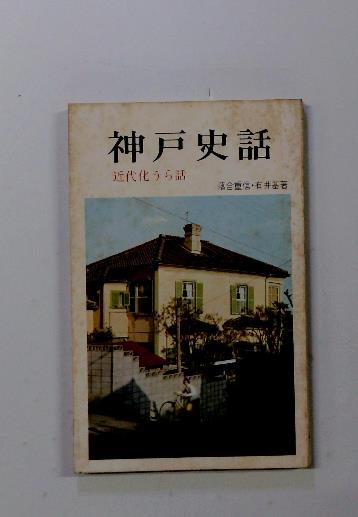 神戸史話
近代化うら話
落合重信・有井基著